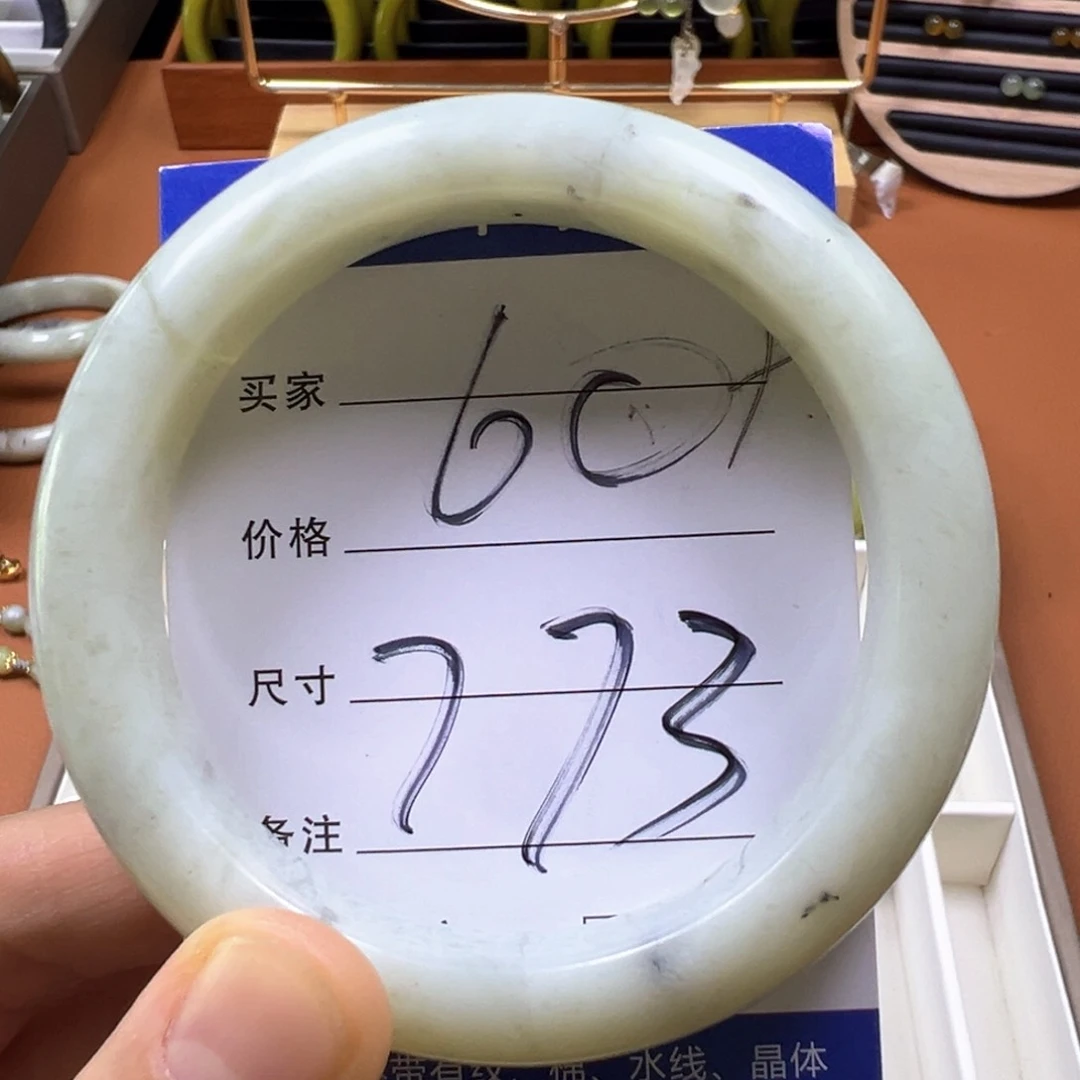 买家 60
价格
尺寸 773
备注
水线、晶体